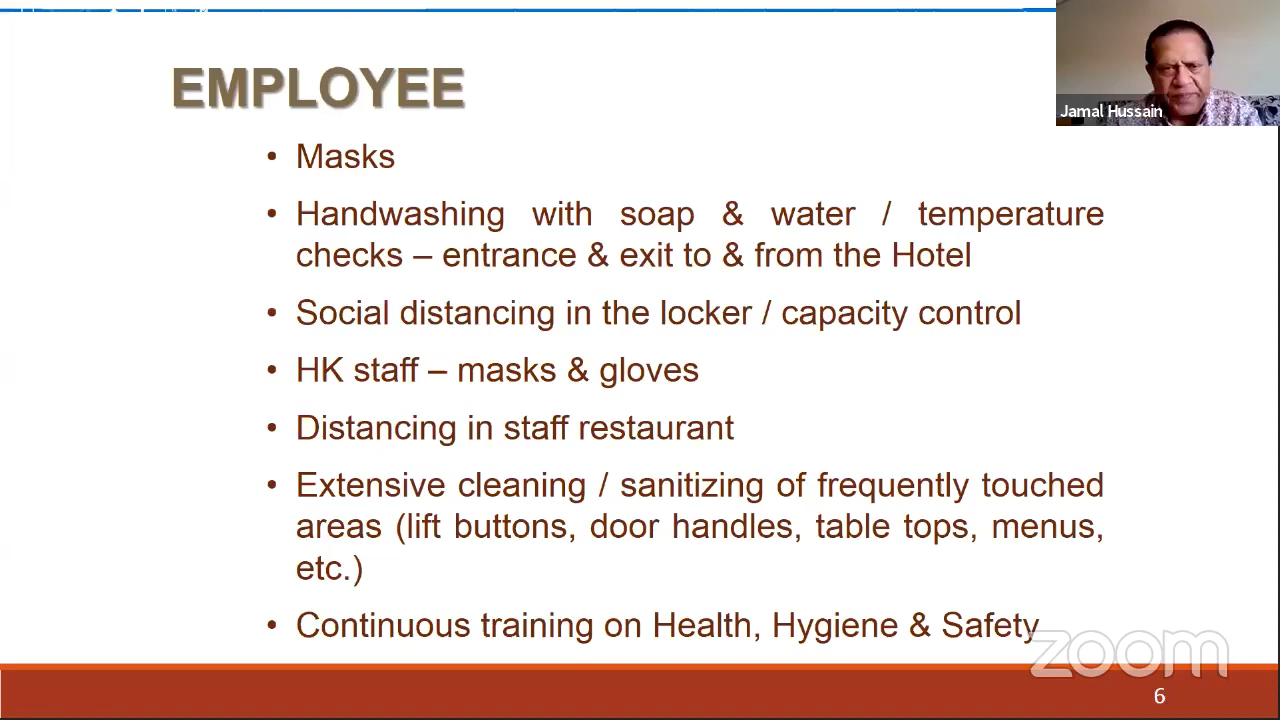 EMPLOYEE
Jamal Hussain
• Masks
• Handwashing with soap & water / temperature
checks – entrance & exit to & from the Hotel
• Social distancing in the locker / capacity control
• HK staff – masks & gloves
• Distancing in staff restaurant
• Extensive cleaning / sanitizing of frequently touched
areas (lift buttons, door handles, table tops, menus,
etc.)
• Continuous training on Health, Hygiene & Safety
zoom
6